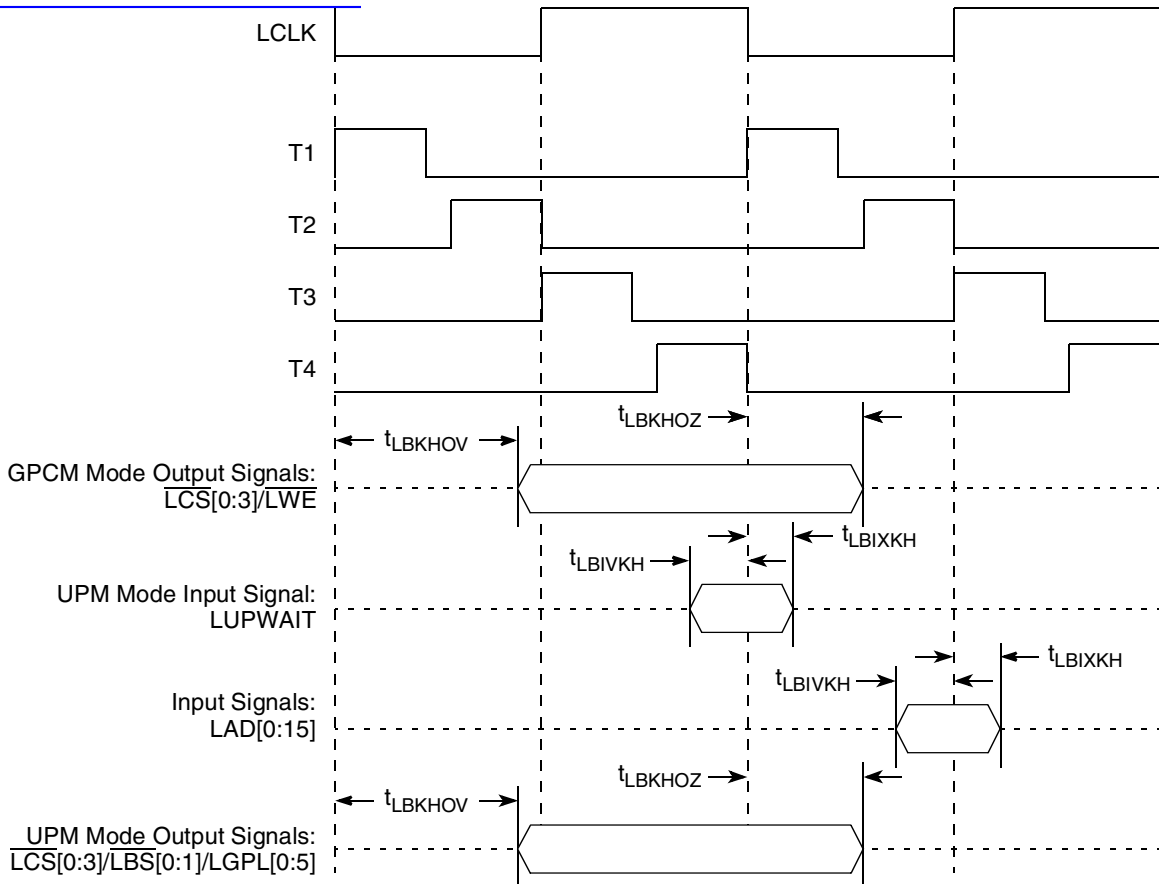 LCLK
T1
T2
T3
T4
tLBKHOZ
tLBKHOV
GPCM Mode Output Signals:
LCS[0:3]/LWE
tLBIXKH
tLBIVKH
UPM Mode Input Signal:
LUPWAIT
tLBIXKH
tLBIVKH
Input Signals:
LAD[0:15]
tLBKHOZ
tLBKHOV
UPM Mode Output Signals:
LCS[0:3]/LBS[0:1]/LGPL[0:5]